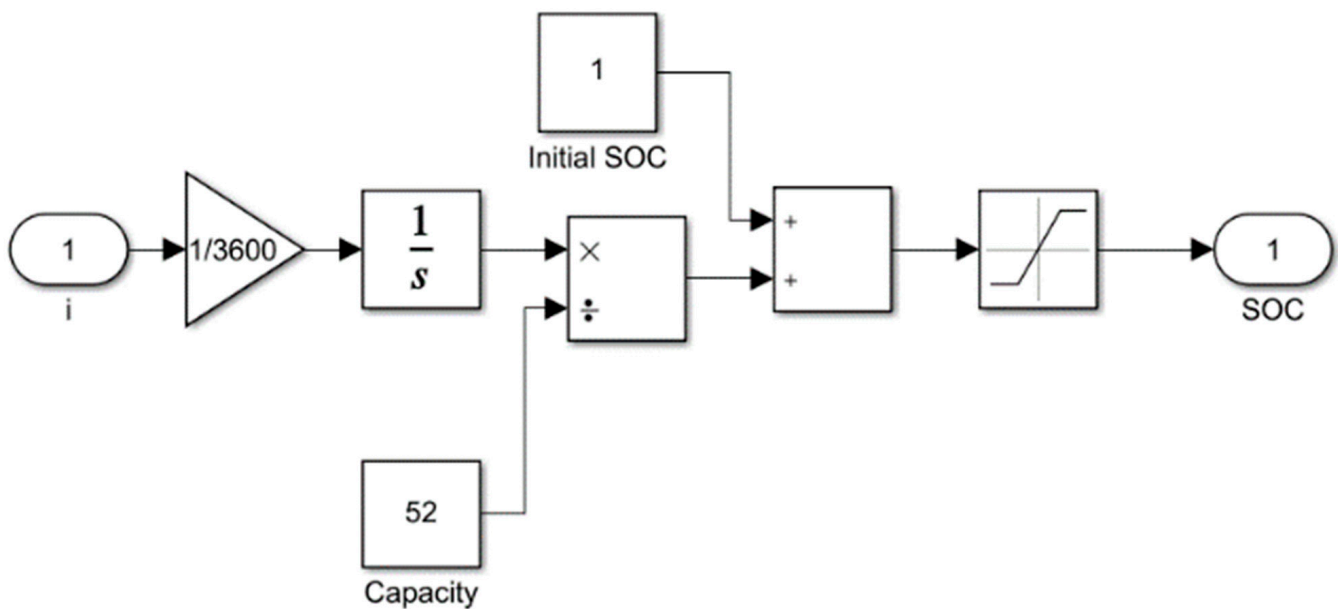 1
Initial SOC
1
i
1/3600
1
s
×
÷
+
+
1
SOC
52
Capacity